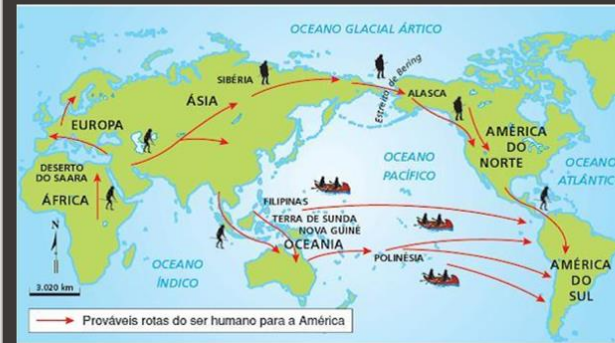 OCEANO GLACIAL ÁRTICO
SIBÉRIA
Estreito de Bering
ALASCA
ÁSIA
EUROPA
AMÉRICA
DO
NORTE
OCEANO
PACÍFICO
OCEANO
ATLÂNTICO
DESERTO
DO SAARA
ÁFRICA
FILIPINAS
TERRA DE SUNDA
NOVA GUINÉ
OCEANIA
POLINÉSIA
AMÉRICA
DO
SUL
OCEANO
ÍNDICO
N
3.020 km
Prováveis rotas do ser humano para a América